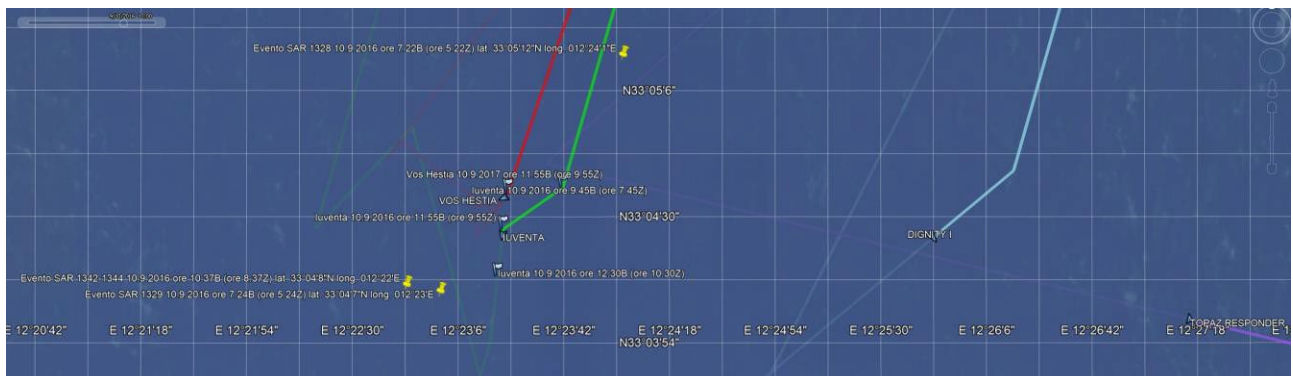 Evento SAR 1328 10 9 2016 ore 7 22B (ore 5 22Z) lat 33°05'12"N long 012°24'1"E
N33°05'6"
Vos Hestia 10 9 2017 ore 11 55B (ore 9 55Z)
Iuventa 10 9 2016 ore 9 45B (ore 7 45Z)
VOS HESTIA
Iuventa 10 9 2016 ore 11 55B (ore 9 55Z)
N33°04'30"
IUVENTA
DIGNITY I
Iuventa 10 9 2016 ore 12 30B (ore 10 30Z)
Evento SAR 1342-1344 10 9 2016 ore 10 37B (ore 8 37Z) lat 33°04'8"N long 012°22'E
Evento SAR 1329 10 9 2016 ore 7 24B (ore 5 24Z) lat 33°04'7"N long 012°23'E
TOPAZ RESPONDER
E 12°20'42" E 12°21'18" E 12°21'54" E 12°22'30" E 12°23'6" E 12°23'42" E 12°24'18" E 12°24'54" E 12°25'30" E 12°26'6" E 12°26'42" E 12°27'18"
N33°03'54"